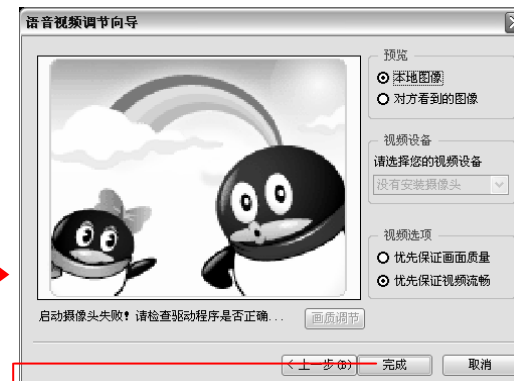 语音视频调节向导
预览
本地图像
对方看到的图像
视频设备
请选择您的视频设备
没有安装摄像头
视频选项
优先保证画面质量
优先保证视频流畅
启动摄像头失败！请检查驱动程序是否正确...
画质调节
<上一步(B)
完成
取消